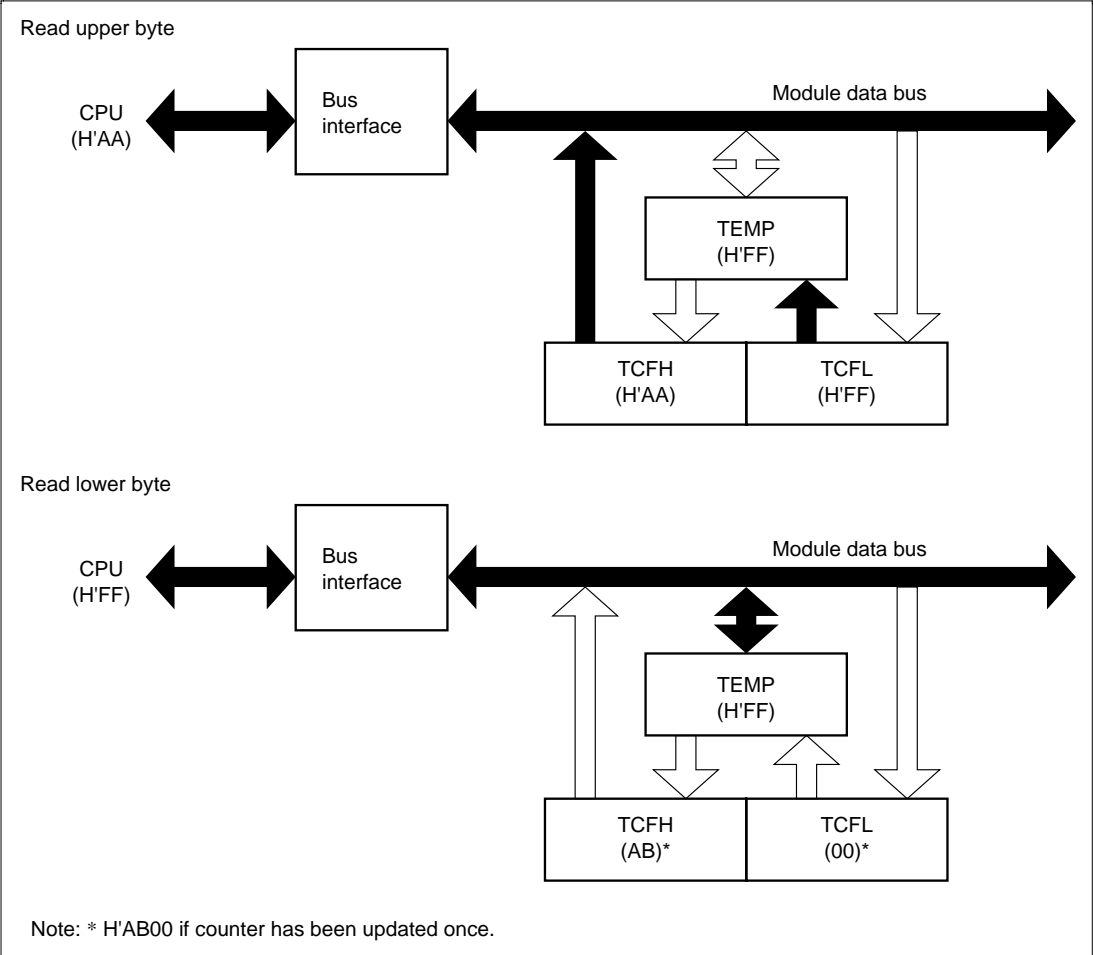 Read upper byte
CPU
(H'AA)
Bus
interface
Module data bus
TEMP
(H'FF)
TCFH
(H'AA)
TCFL
(H'FF)
Read lower byte
CPU
(H'FF)
Bus
interface
Module data bus
TEMP
(H'FF)
TCFH
(AB)*
TCFL
(00)*
Note: * H'AB00 if counter has been updated once.